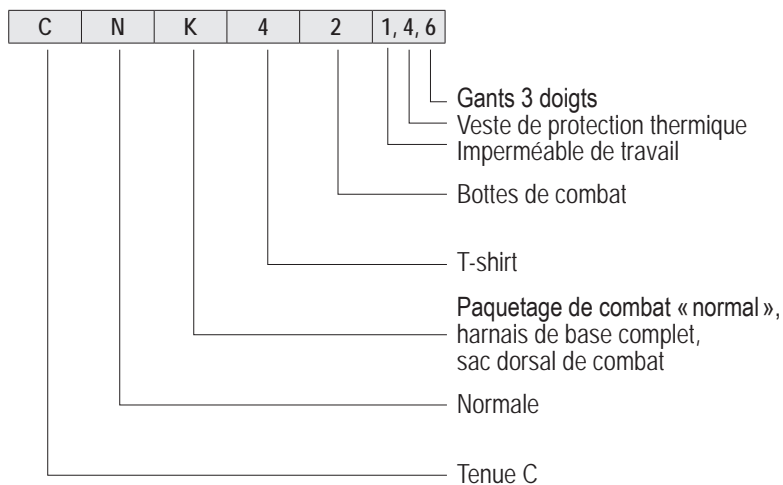 C N K 4 2 1, 4, 6
Gants 3 doigts
Veste de protection thermique
Imperméable de travail
Bottes de combat
T-shirt
Paquetage de combat « normal »,
harnais de base complet,
sac dorsal de combat
Normale
Tenue C